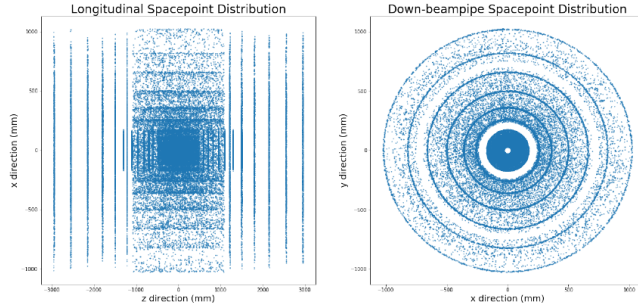 Longitudinal Spacepoint Distribution
1000
500
0
−500
−1000
x direction (mm)
−3000 −2000 −1000 0 1000 2000 3000
z direction (mm)
Down-beampipe Spacepoint Distribution
1000
500
0
−500
−1000
y direction (mm)
−1000 −500 0 500 1000
x direction (mm)